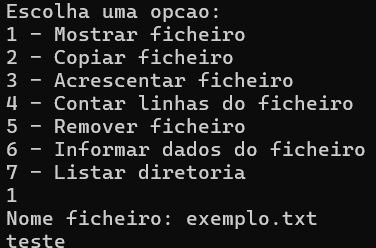 Escolha uma opcao:
1 - Mostrar ficheiro
2 - Copiar ficheiro
3 - Acrescentar ficheiro
4 - Contar linhas do ficheiro
5 - Remover ficheiro
6 - Informar dados do ficheiro
7 - Listar diretoria
1
Nome ficheiro: exemplo.txt
teste